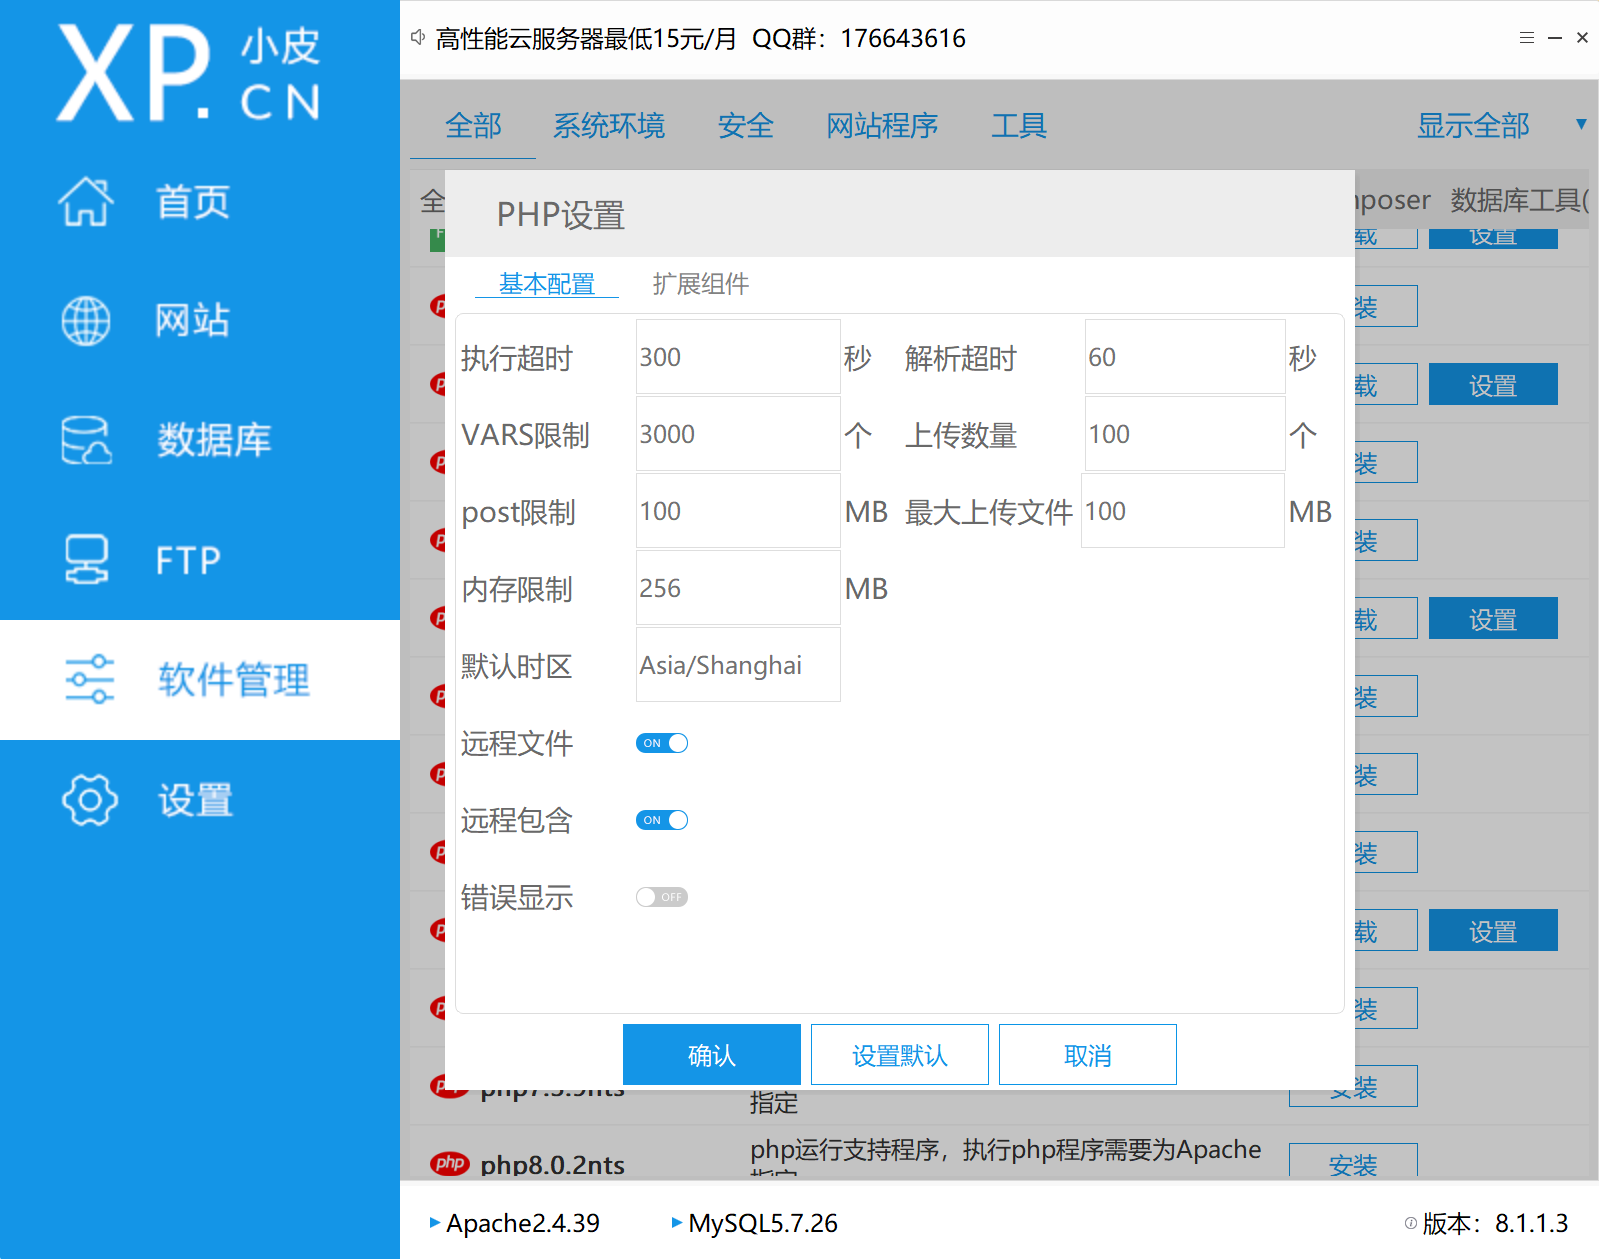 XP.小皮
CN
首页
网站
数据库
FTP
软件管理
设置
高性能云服务器最低15元/月 QQ群：176643616
全部 系统环境 安全 网站程序 工具 显示全部
全 mposer 数据库工具(
设置
PHP设置
基本配置 扩展组件
执行超时 300 秒 解析超时 60 秒
VARS限制 3000 个 上传数量 100 个
post限制 100 MB 最大上传文件 100 MB
内存限制 256 MB
默认时区 Asia/Shanghai
远程文件 ON
远程包含 ON
错误显示 OFF
确认 设置默认 取消
载 设置
装
装
载 设置
装
装
装
载 设置
装
指定
安装
php php8.0.2nts php运行支持程序，执行php程序需要为Apache 安装
Apache2.4.39 MySQL5.7.26 版本：8.1.1.3